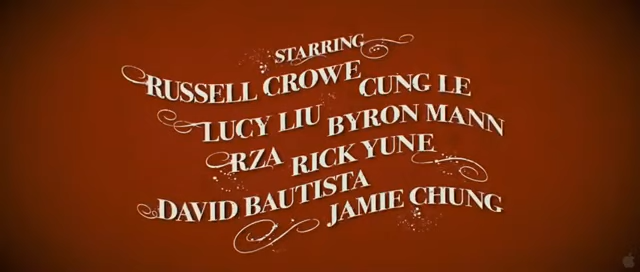 STARRING
RUSSELL CROWE
CUNG LE
LUCY LIU
BYRON MANN
RZA
RICK YUNE
DAVID BAUTISTA
JAMIE CHUNG